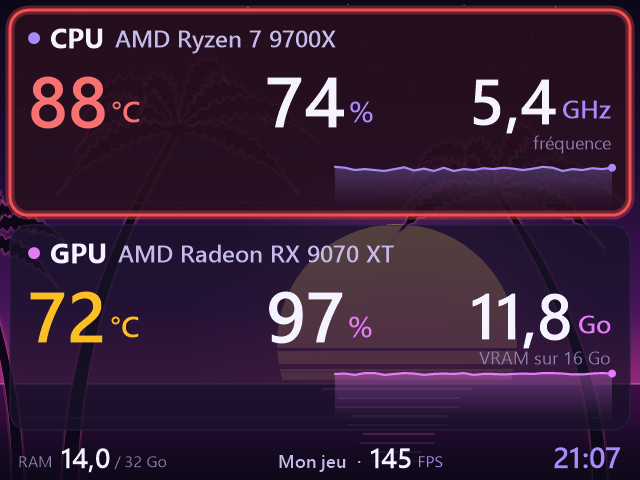 CPU AMD Ryzen 7 9700X
88 °C 74 % 5,4 GHz
fréquence
GPU AMD Radeon RX 9070 XT
72 °C 97 % 11,8 Go
VRAM sur 16 Go
RAM 14,0 / 32 Go Mon jeu · 145 FPS 21:07